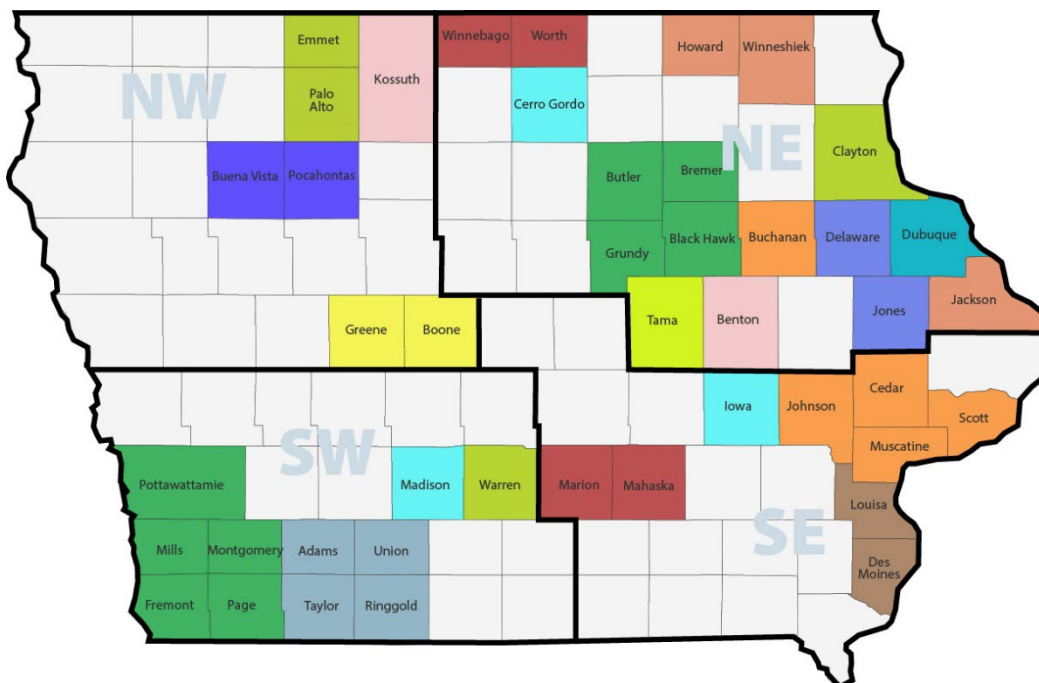 Emmet
Winnebago
Worth
Howard
Winneshiek
Kossuth
NW
Palo
Alto
Cerro Gordo
NE
Clayton
Buena Vista
Pocahontas
Butler
Bremer
Grundy
Black Hawk
Buchanan
Delaware
Dubuque
Greene
Boone
Tama
Benton
Jones
Jackson
Iowa
Johnson
Cedar
Scott
Muscatine
SW
Pottawattamie
Madison
Warren
Marion
Mahaska
Louisa
SE
Mills
Montgomery
Adams
Union
Des
Moines
Fremont
Page
Taylor
Ringgold